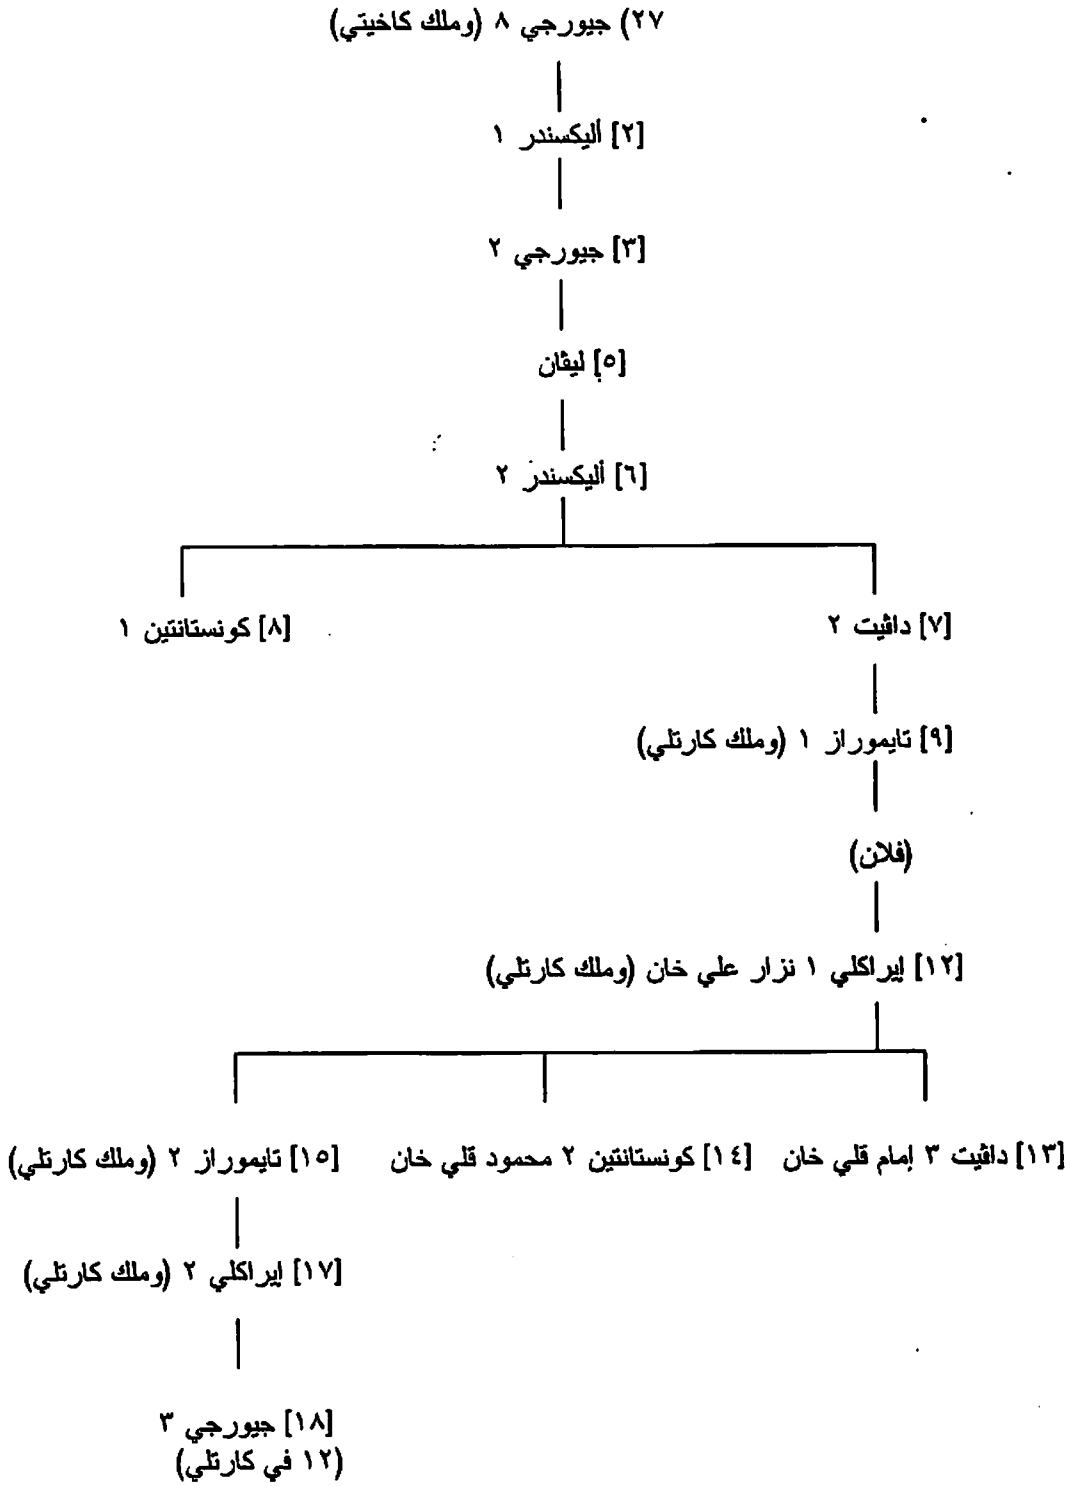 ٢٧) جيورجي ٨ (وملك كاخيتي)
[٢] أليكسندر ١
[٣] جيورجي ٢
[٥] ليڤان
[٦] أليكسندر ٢
[٧] داڤيت ٢
[٨] كونستانتين ١
[٩] تايموراز ١ (وملك كارتلي)
(فلان)
[١٢] إيراكلي ١ نزار علي خان (وملك كارتلي)
[١٣] داڤيت ٣ إمام قلي خان
[١٤] كونستانتين ٢ محمود قلي خان
[١٥] تايموراز ٢ (وملك كارتلي)
[١٧] إيراكلي ٢ (وملك كارتلي)
[١٨] جيورجي ٣
(١٢ في كارتلي)